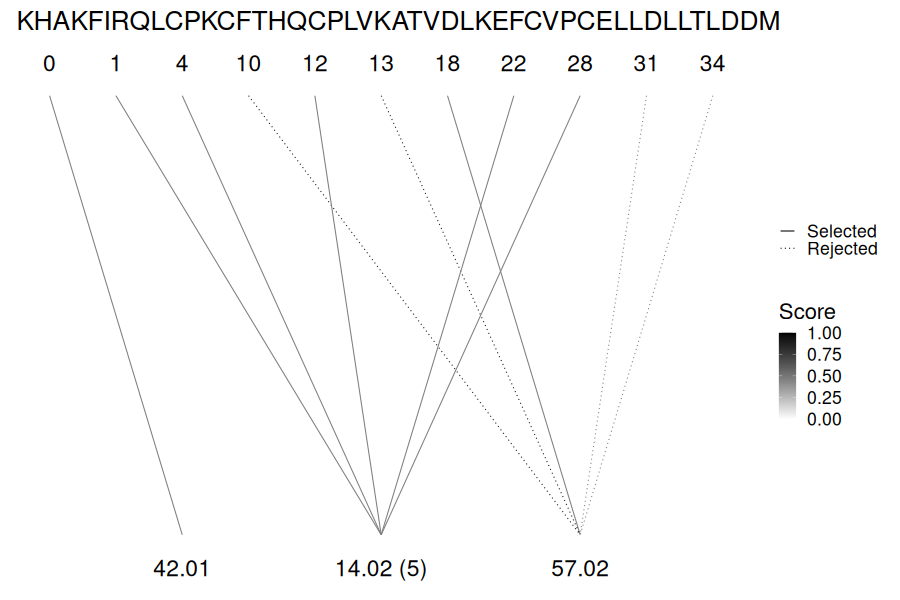 KHAKFIRQLCPKCFTHQCPLVKATVDLKEFCVPCELLDLLTLDDM
0 1 4 10 12 13 18 22 28 31 34
Selected
Rejected
Score
1.00
0.75
0.50
0.25
0.00
42.01 14.02 (5) 57.02